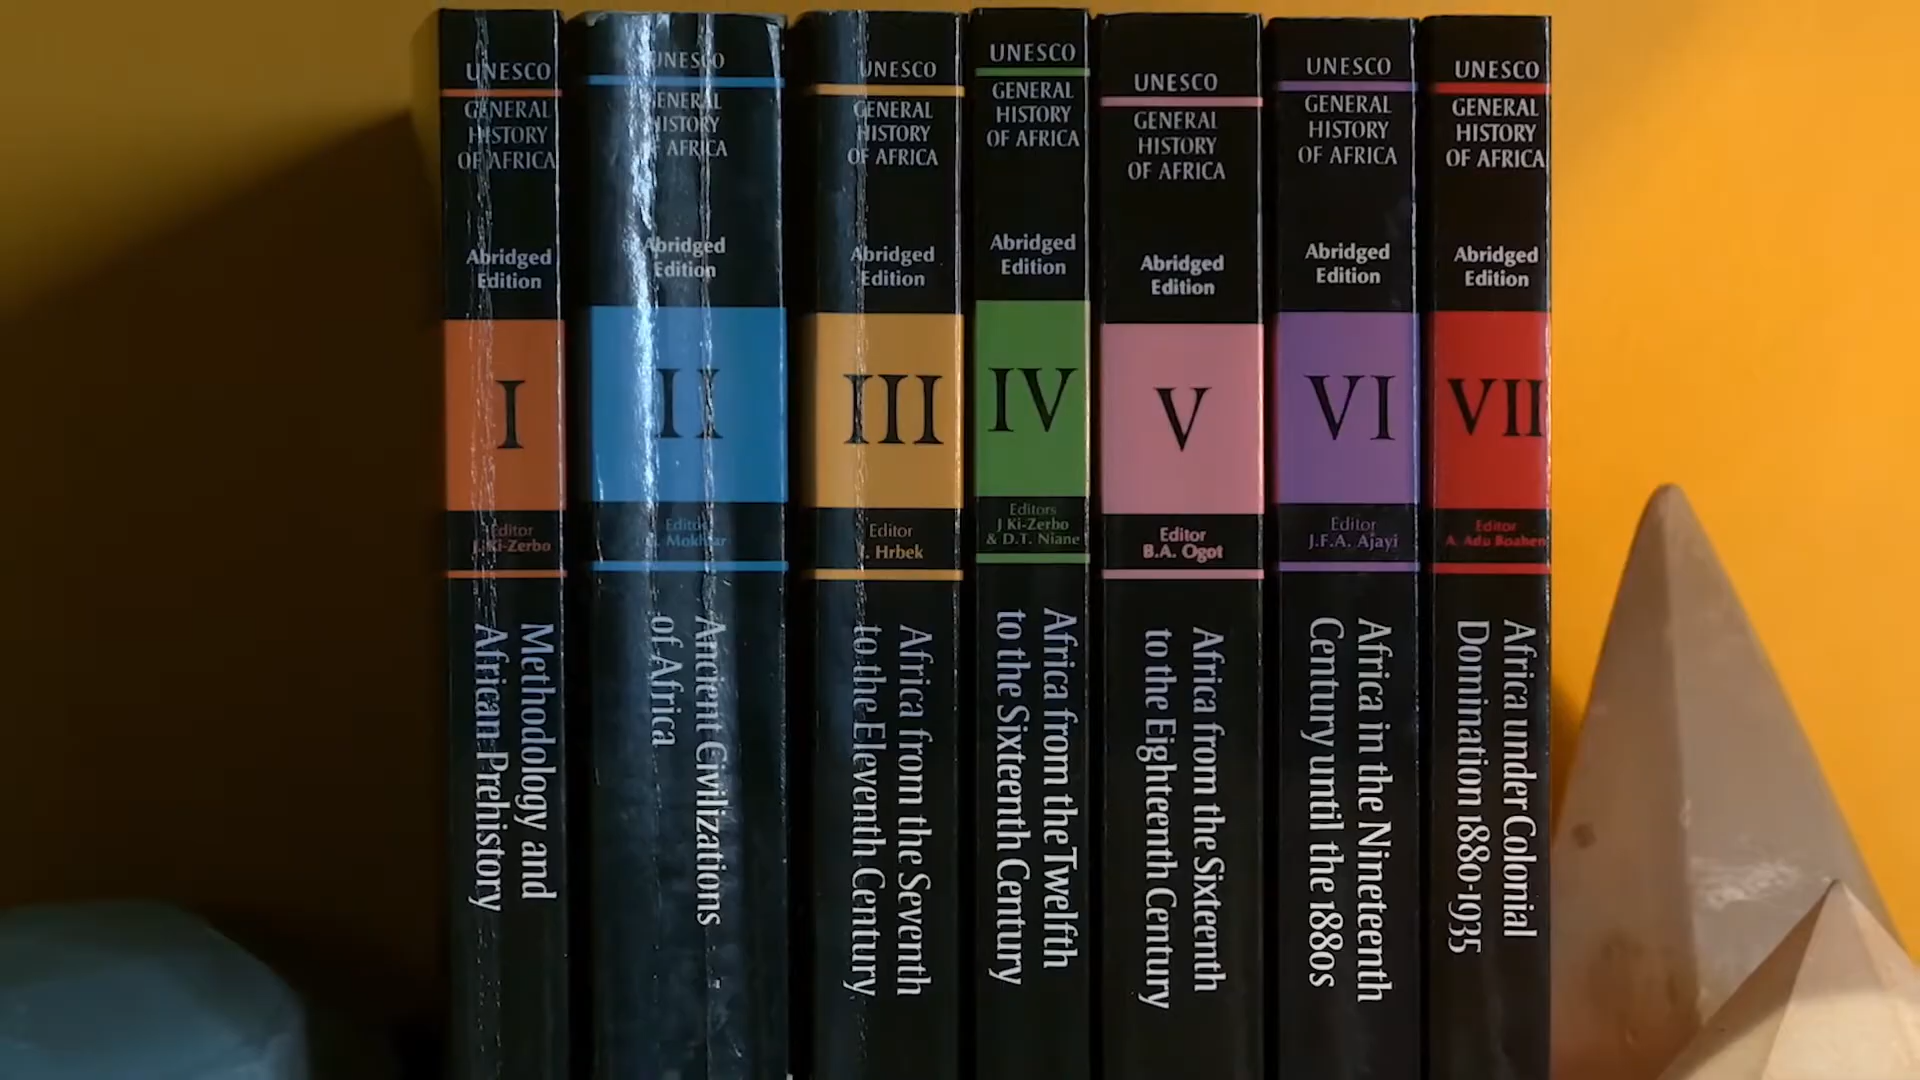 UNESCO
GENERAL
HISTORY
OF AFRICA
Abridged
Edition
I
Editor
J. Ki-Zerbo
Methodology and
African Prehistory
UNESCO
GENERAL
HISTORY
OF AFRICA
Abridged
Edition
II
Editor
Mokhtar
Ancient Civilizations
of Africa
UNESCO
GENERAL
HISTORY
OF AFRICA
Abridged
Edition
III
Editor
I. Hrbek
Africa from the Seventh
to the Eleventh Century
UNESCO
GENERAL
HISTORY
OF AFRICA
Abridged
Edition
IV
Editors
J Ki-Zerbo
& D.T. Niane
Africa from the Twelfth
to the Sixteenth Century
UNESCO
GENERAL
HISTORY
OF AFRICA
Abridged
Edition
V
Editor
B.A. Ogot
Africa from the Sixteenth
to the Eighteenth Century
UNESCO
GENERAL
HISTORY
OF AFRICA
Abridged
Edition
VI
Editor
J.F.A. Ajayi
Africa in the Nineteenth
Century until the 1880s
UNESCO
GENERAL
HISTORY
OF AFRICA
Abridged
Edition
VII
Editor
A. Adu Boahen
Africa under Colonial
Domination 1880-1935